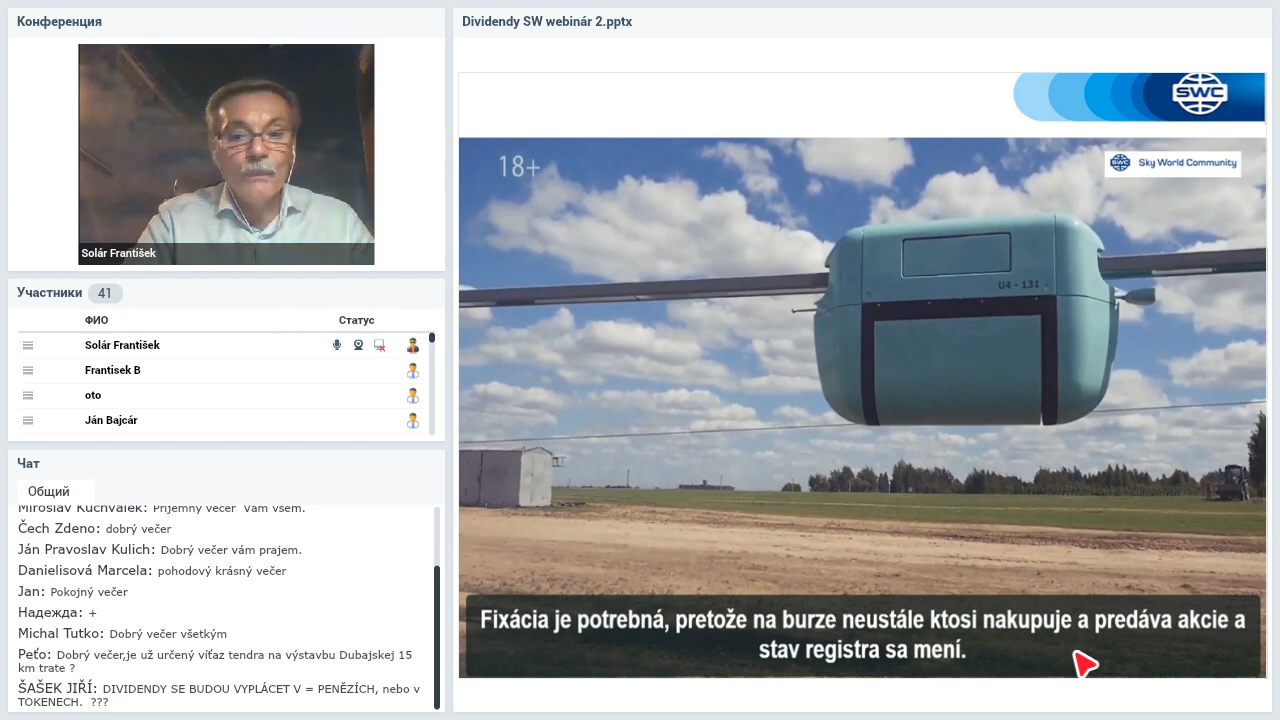 Конференция
Solár František
Участники 41
ФИО Статус
Solár František
Frantisek B
oto
Ján Bajcár
Чат
Общий
Miroslav Kuchválek: Príjemný večer Vám všem.
Čech Zdeno: dobrý večer
Ján Pravoslav Kulich: Dobrý večer vám prajem.
Danielisová Marcela: pohodový krásný večer
Jan: Pokojný večer
Надежда: +
Michal Tutko: Dobrý večer všetkým
Peťo: Dobrý večer,je už určený víťaz tendra na výstavbu Dubajskej 15
km trate ?
ŠAŠEK JIŘÍ: DIVIDENDY SE BUDOU VYPLÁCET V = PENĚZÍCH, nebo v
TOKENECH. ???
Dividendy SW webinár 2.pptx
SWC
18+
Sky World Community
U4 - 131
Fixácia je potrebná, pretože na burze neustále ktosi nakupuje a predáva akcie a
stav registra sa mení.